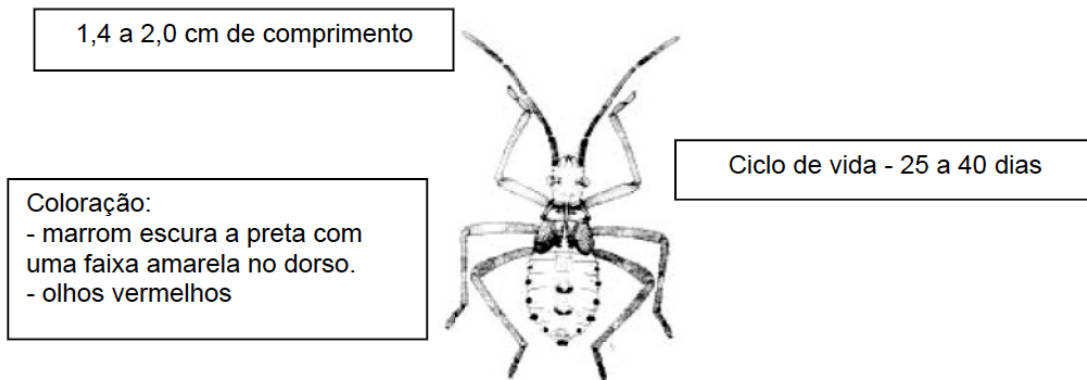 1,4 a 2,0 cm de comprimento
Ciclo de vida - 25 a 40 dias
Coloração:
- marrom escura a preta com
uma faixa amarela no dorso.
- olhos vermelhos